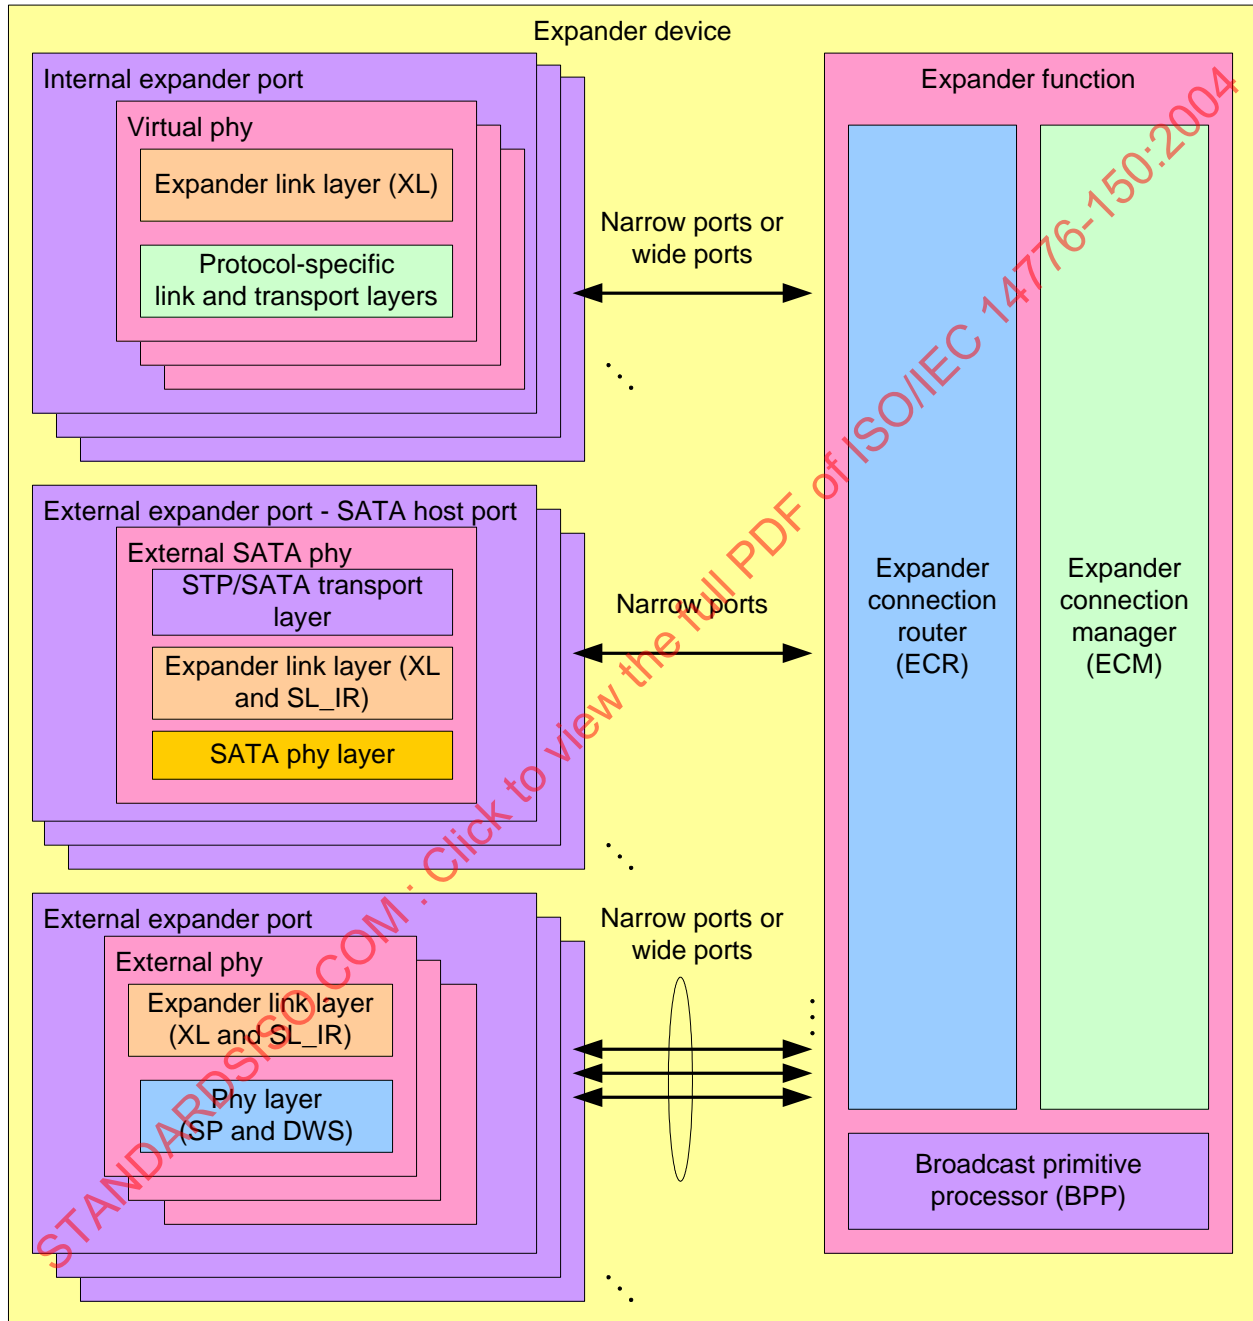 Expander device
Internal expander port
Virtual phy
Expander link layer (XL)
Protocol-specific
link and transport layers
Narrow ports or
wide ports
External expander port - SATA host port
External SATA phy
STP/SATA transport
layer
Expander link layer (XL
and SL_IR)
SATA phy layer
Narrow ports
External expander port
External phy
Expander link layer
(XL and SL_IR)
Phy layer
(SP and DWS)
Narrow ports or
wide ports
Expander function
Expander
connection
router
(ECR)
Expander
connection
manager
(ECM)
Broadcast primitive
processor (BPP)
STANDARDSISO.COM : Click to view the full PDF of ISO/IEC 14776-150:2004